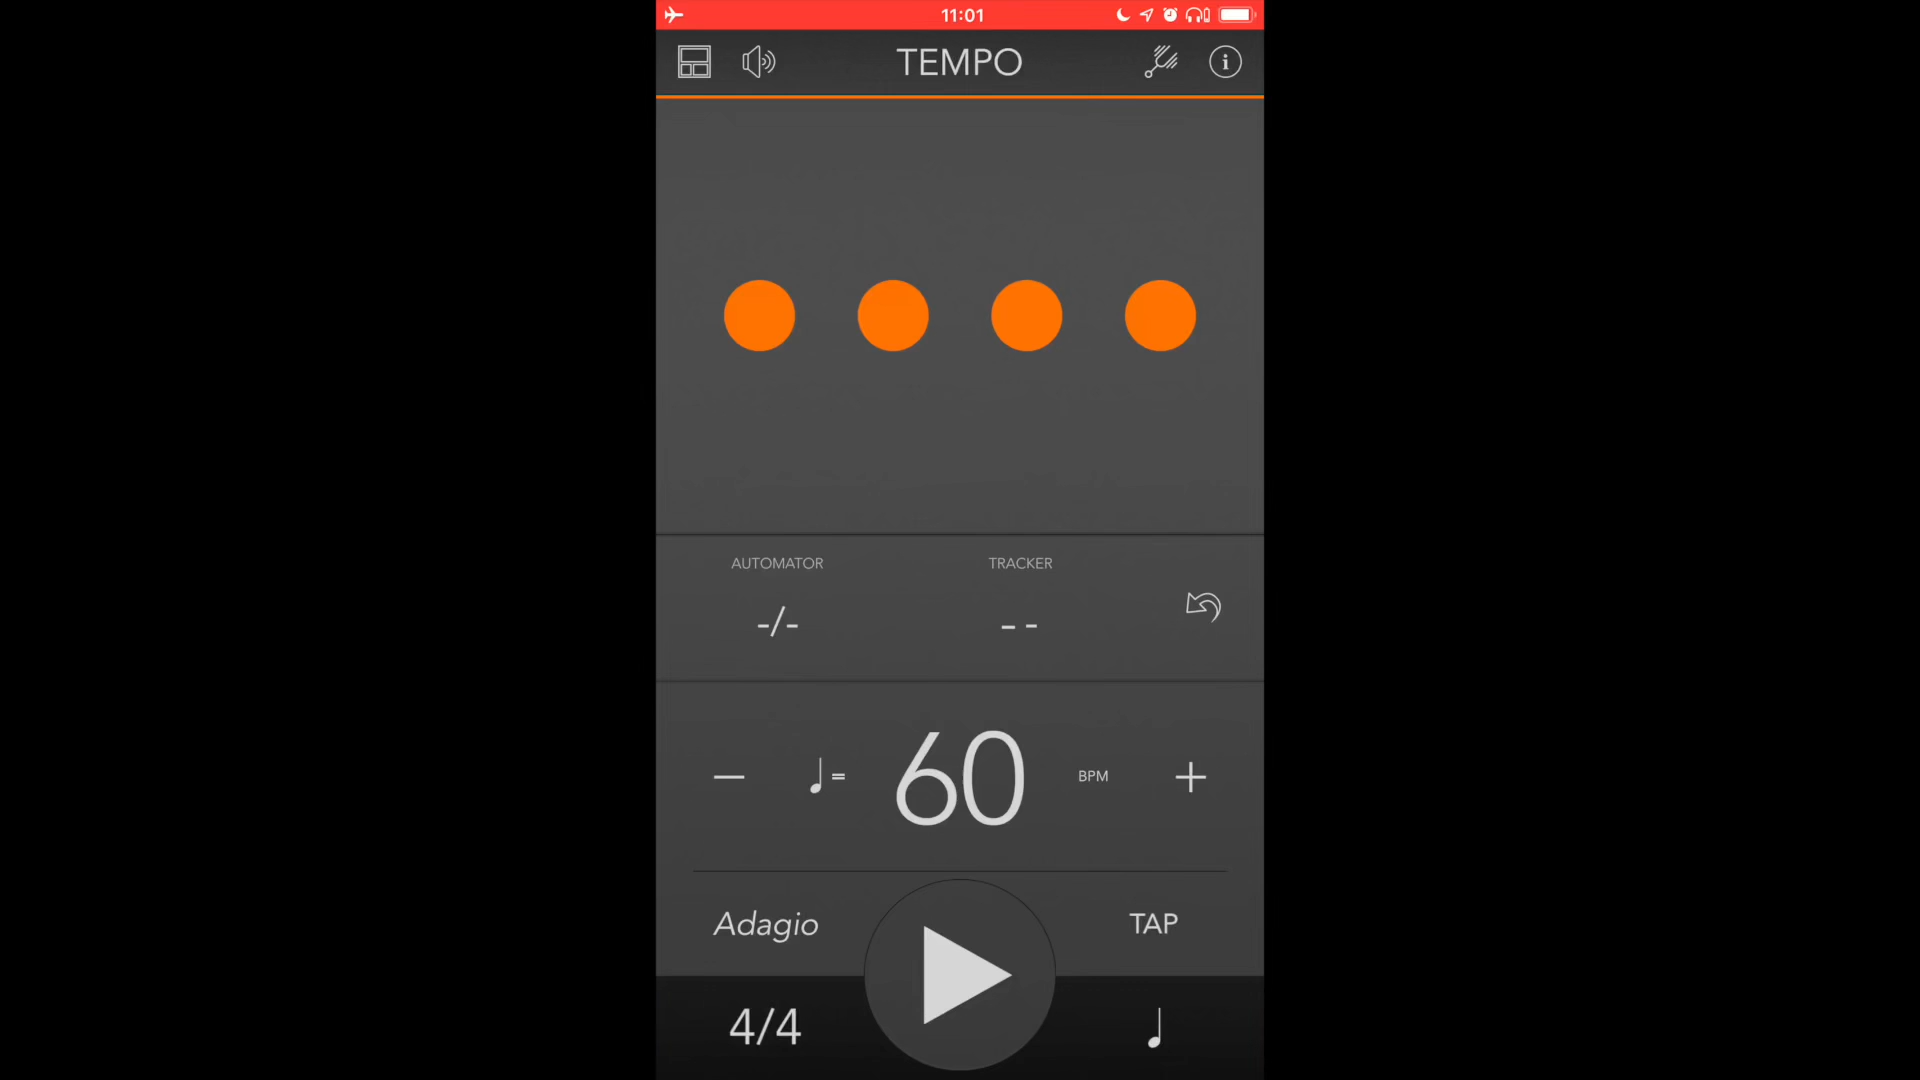 11:01
TEMPO
AUTOMATOR
TRACKER
-/-
- -
− ♩= 60 BPM +
Adagio
TAP
4/4